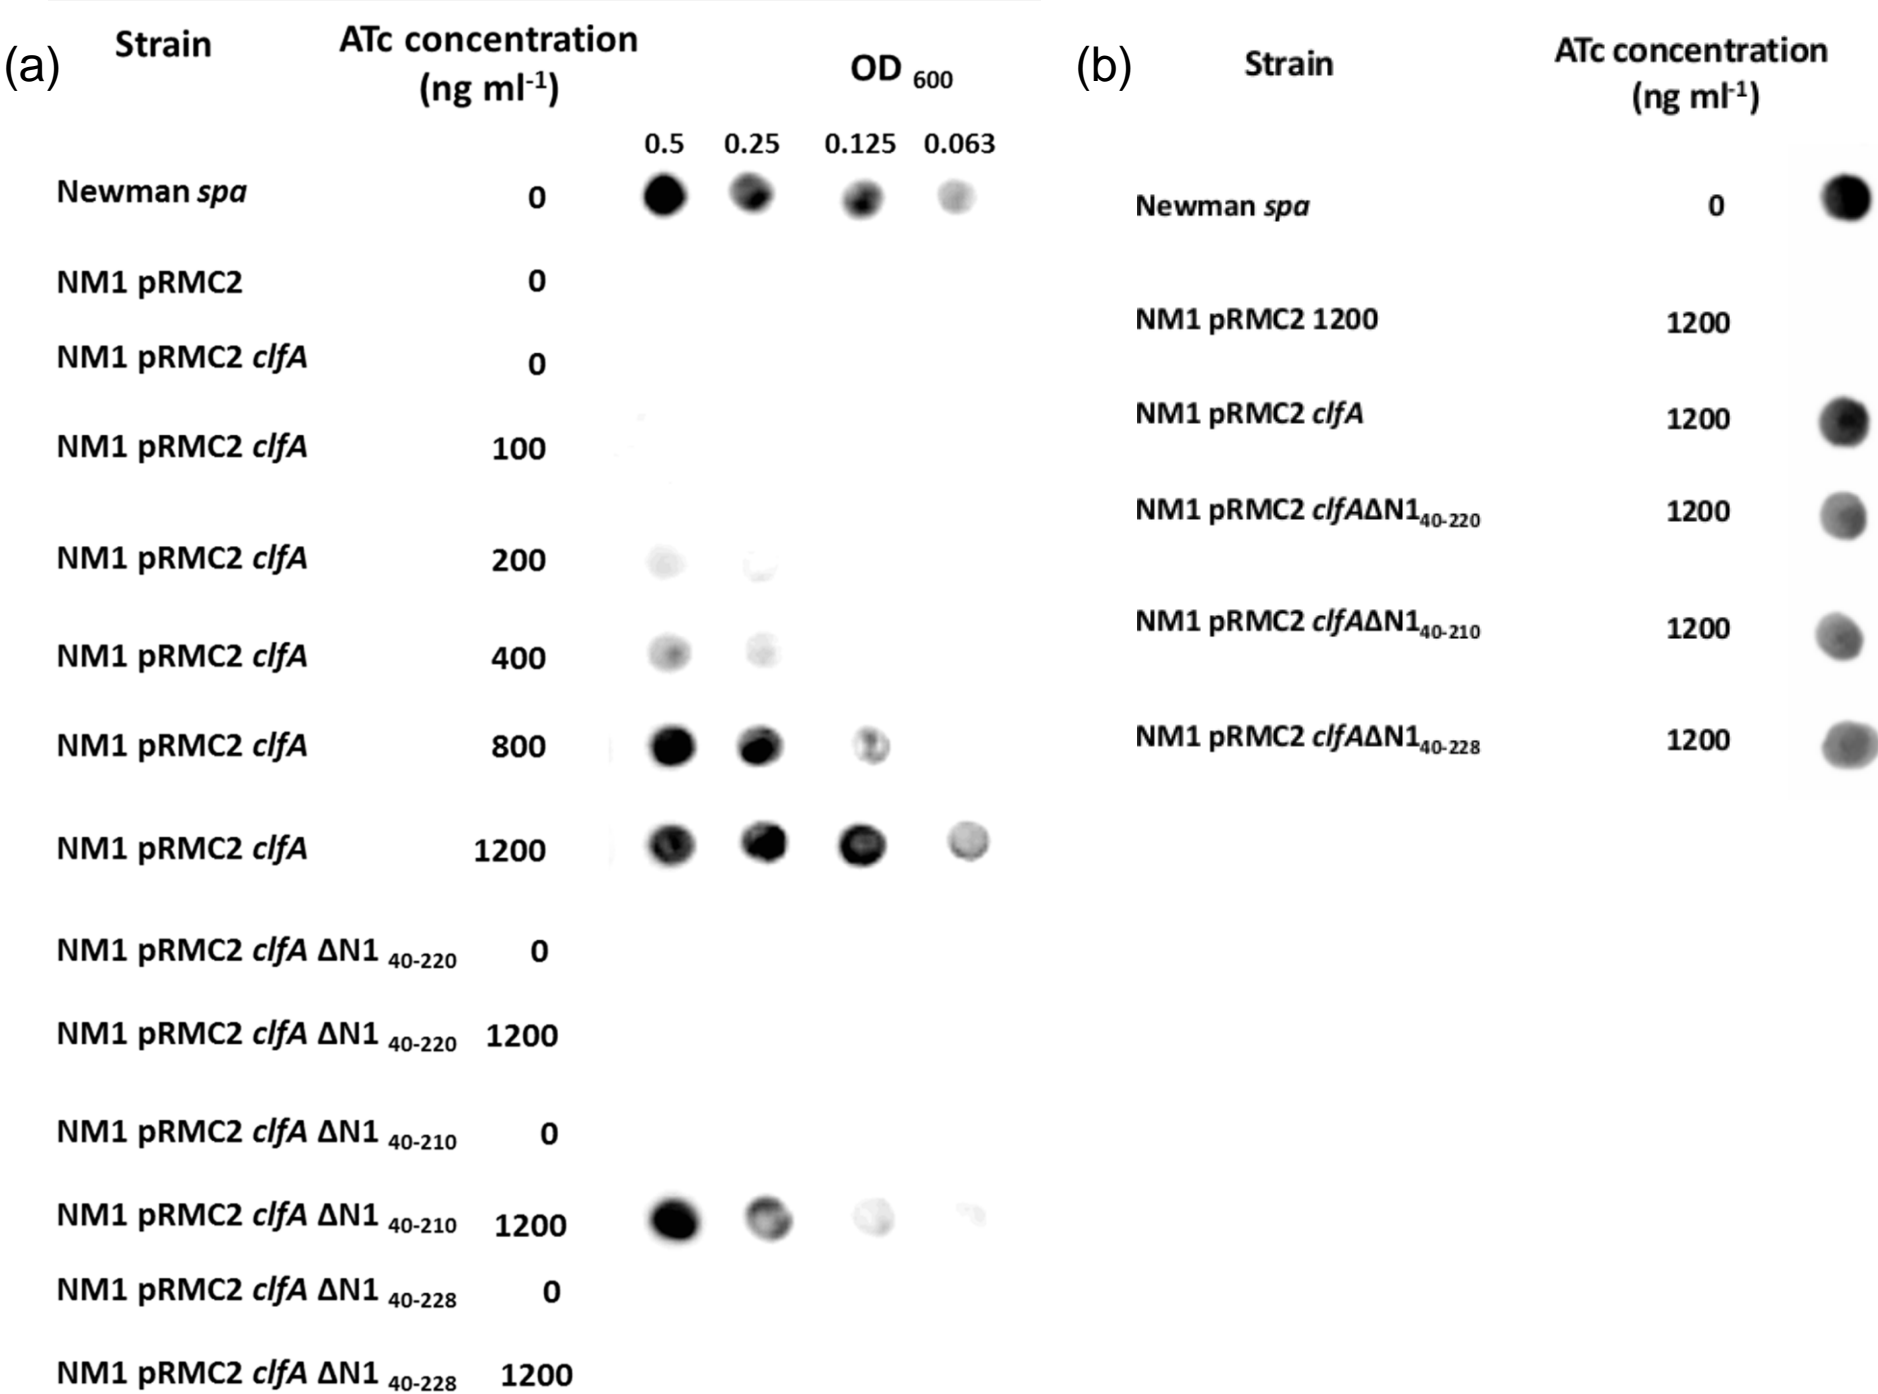 (a) Strain ATc concentration
(ng ml-1)
OD 600
0.5 0.25 0.125 0.063
Newman spa 0
NM1 pRMC2 0
NM1 pRMC2 clfA 0
NM1 pRMC2 clfA 100
NM1 pRMC2 clfA 200
NM1 pRMC2 clfA 400
NM1 pRMC2 clfA 800
NM1 pRMC2 clfA 1200
NM1 pRMC2 clfA ΔN1 40-220 0
NM1 pRMC2 clfA ΔN1 40-220 1200
NM1 pRMC2 clfA ΔN1 40-210 0
NM1 pRMC2 clfA ΔN1 40-210 1200
NM1 pRMC2 clfA ΔN1 40-228 0
NM1 pRMC2 clfA ΔN1 40-228 1200
(b) Strain ATc concentration
(ng ml-1)
Newman spa 0
NM1 pRMC2 1200 1200
NM1 pRMC2 clfA 1200
NM1 pRMC2 clfAΔN140-220 1200
NM1 pRMC2 clfAΔN140-210 1200
NM1 pRMC2 clfAΔN140-228 1200